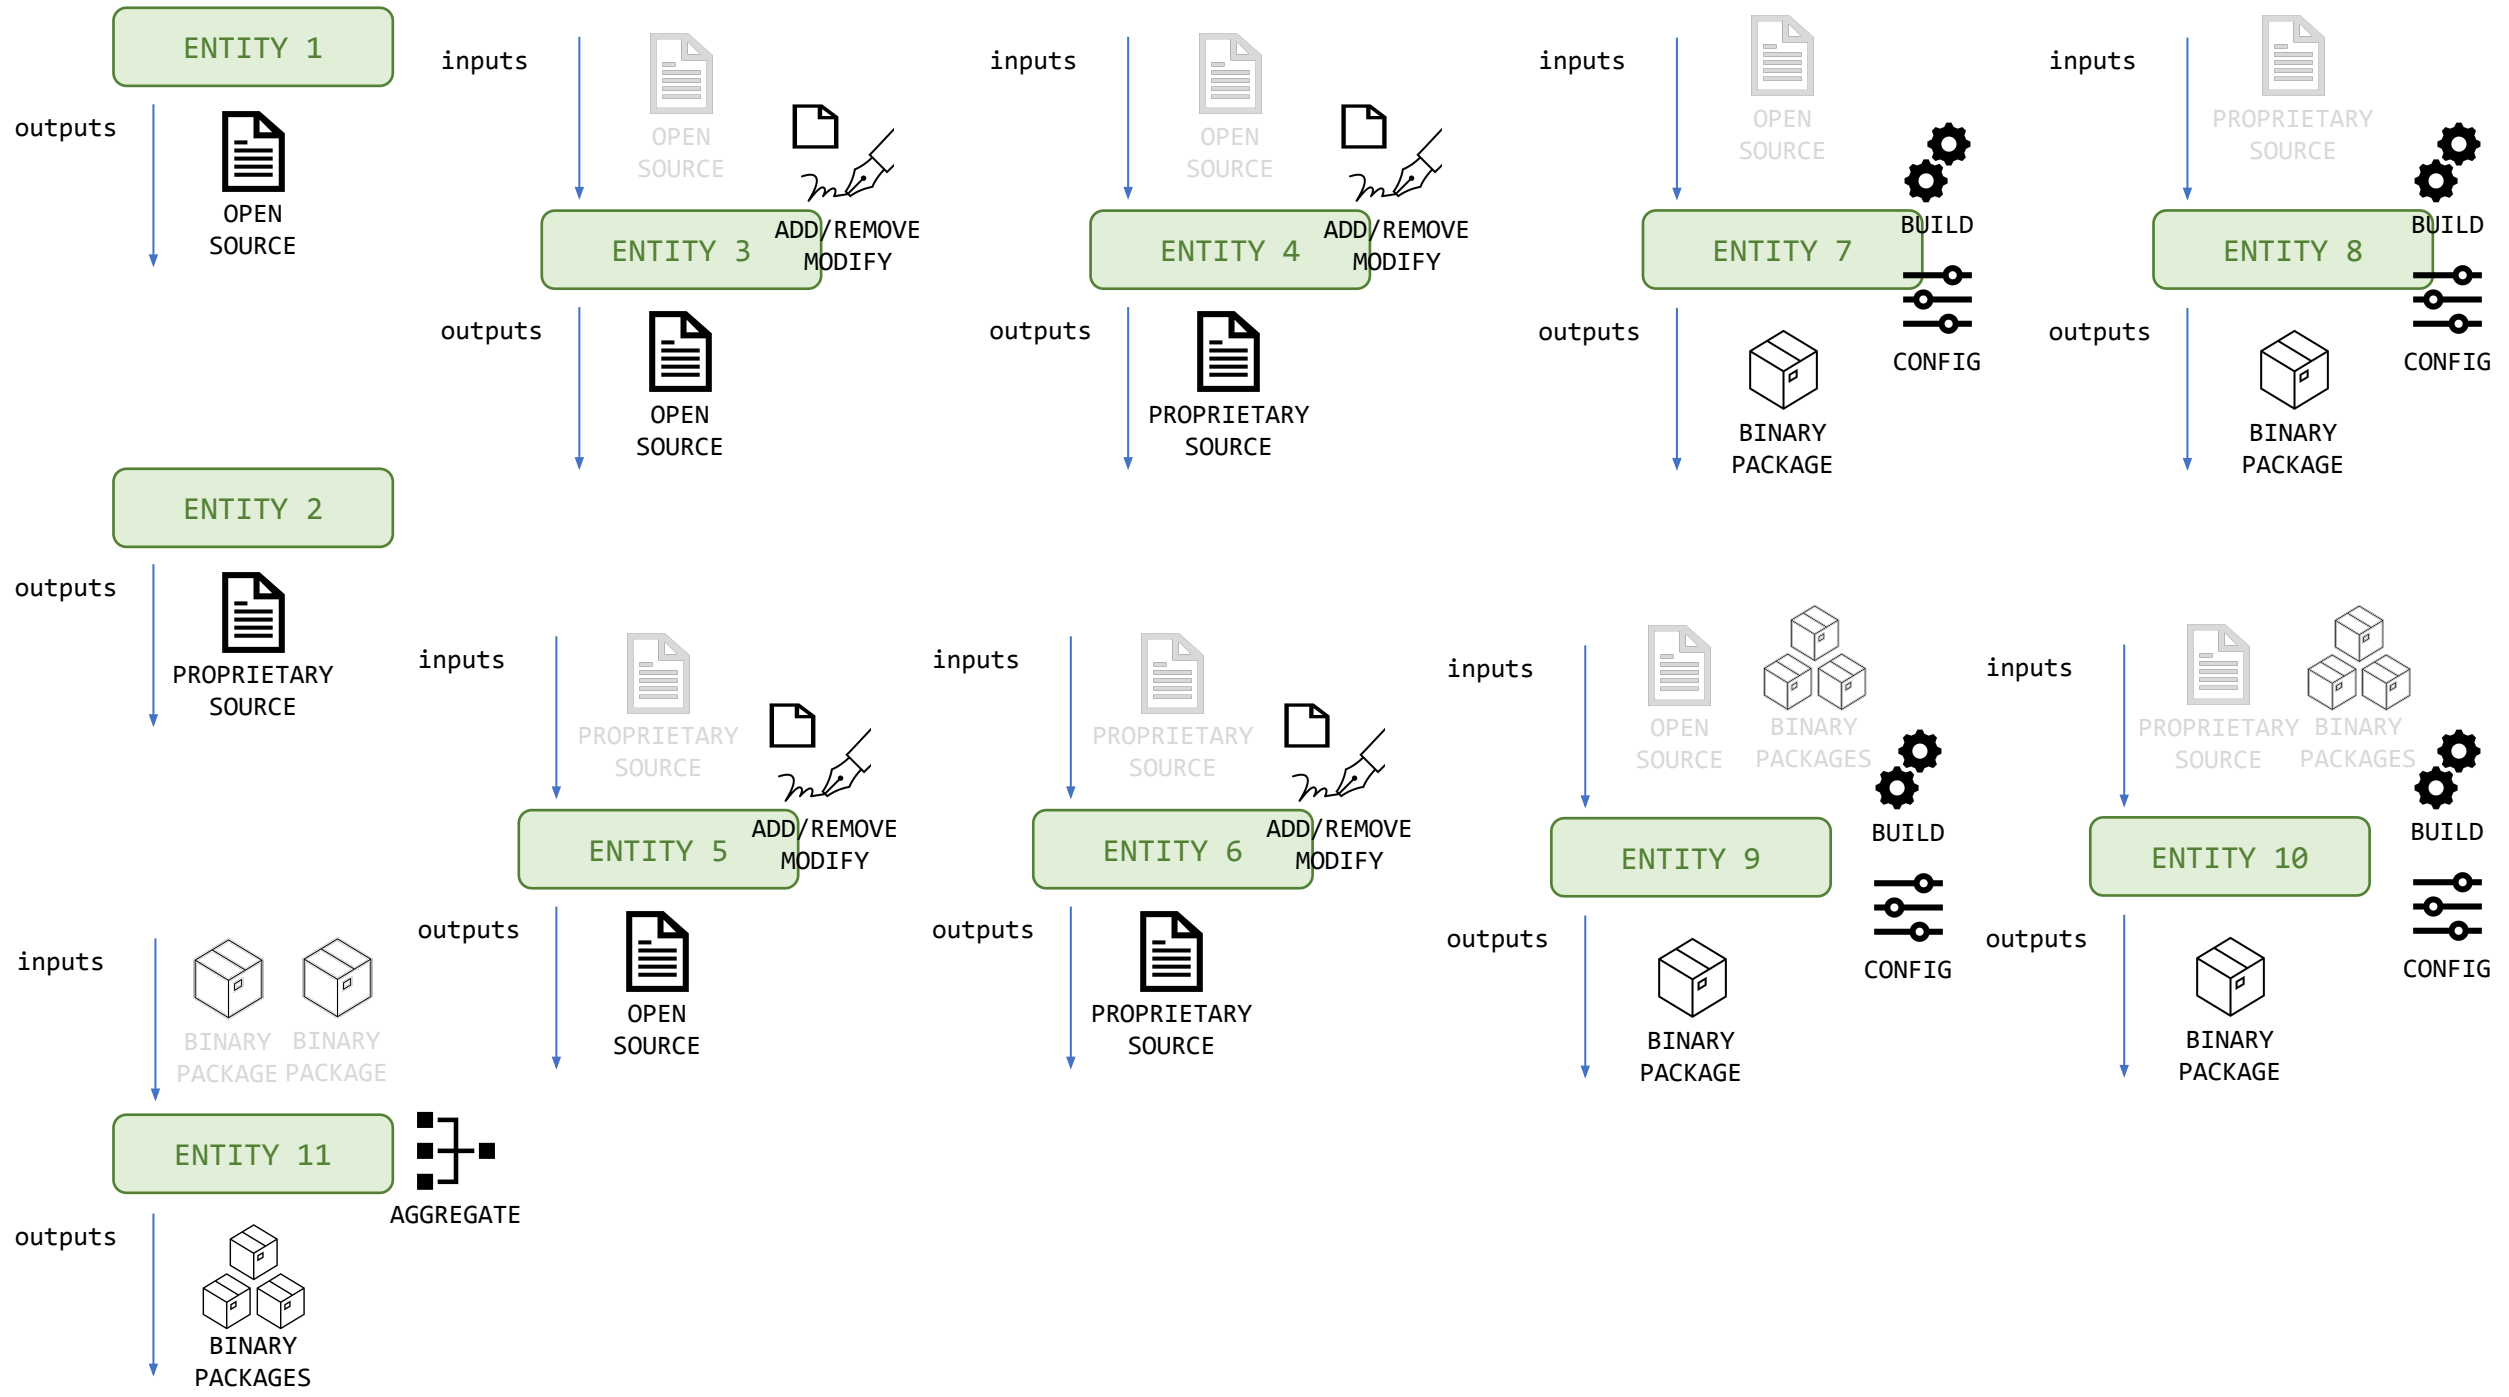 ENTITY 1
outputs
OPEN
SOURCE
inputs
OPEN
SOURCE
ADD/REMOVE
MODIFY
ENTITY 3
outputs
OPEN
SOURCE
inputs
OPEN
SOURCE
ADD/REMOVE
MODIFY
ENTITY 4
outputs
PROPRIETARY
SOURCE
inputs
OPEN
SOURCE
BUILD
ENTITY 7
CONFIG
outputs
BINARY
PACKAGE
inputs
PROPRIETARY
SOURCE
BUILD
ENTITY 8
CONFIG
outputs
BINARY
PACKAGE
ENTITY 2
outputs
PROPRIETARY
SOURCE
inputs
PROPRIETARY
SOURCE
ADD/REMOVE
MODIFY
ENTITY 5
outputs
OPEN
SOURCE
inputs
PROPRIETARY
SOURCE
ADD/REMOVE
MODIFY
ENTITY 6
outputs
PROPRIETARY
SOURCE
inputs
OPEN
SOURCE
BINARY
PACKAGES
BUILD
ENTITY 9
CONFIG
outputs
BINARY
PACKAGE
inputs
PROPRIETARY
SOURCE
BINARY
PACKAGES
BUILD
ENTITY 10
CONFIG
outputs
BINARY
PACKAGE
inputs
BINARY
PACKAGE
BINARY
PACKAGE
ENTITY 11
AGGREGATE
outputs
BINARY
PACKAGES